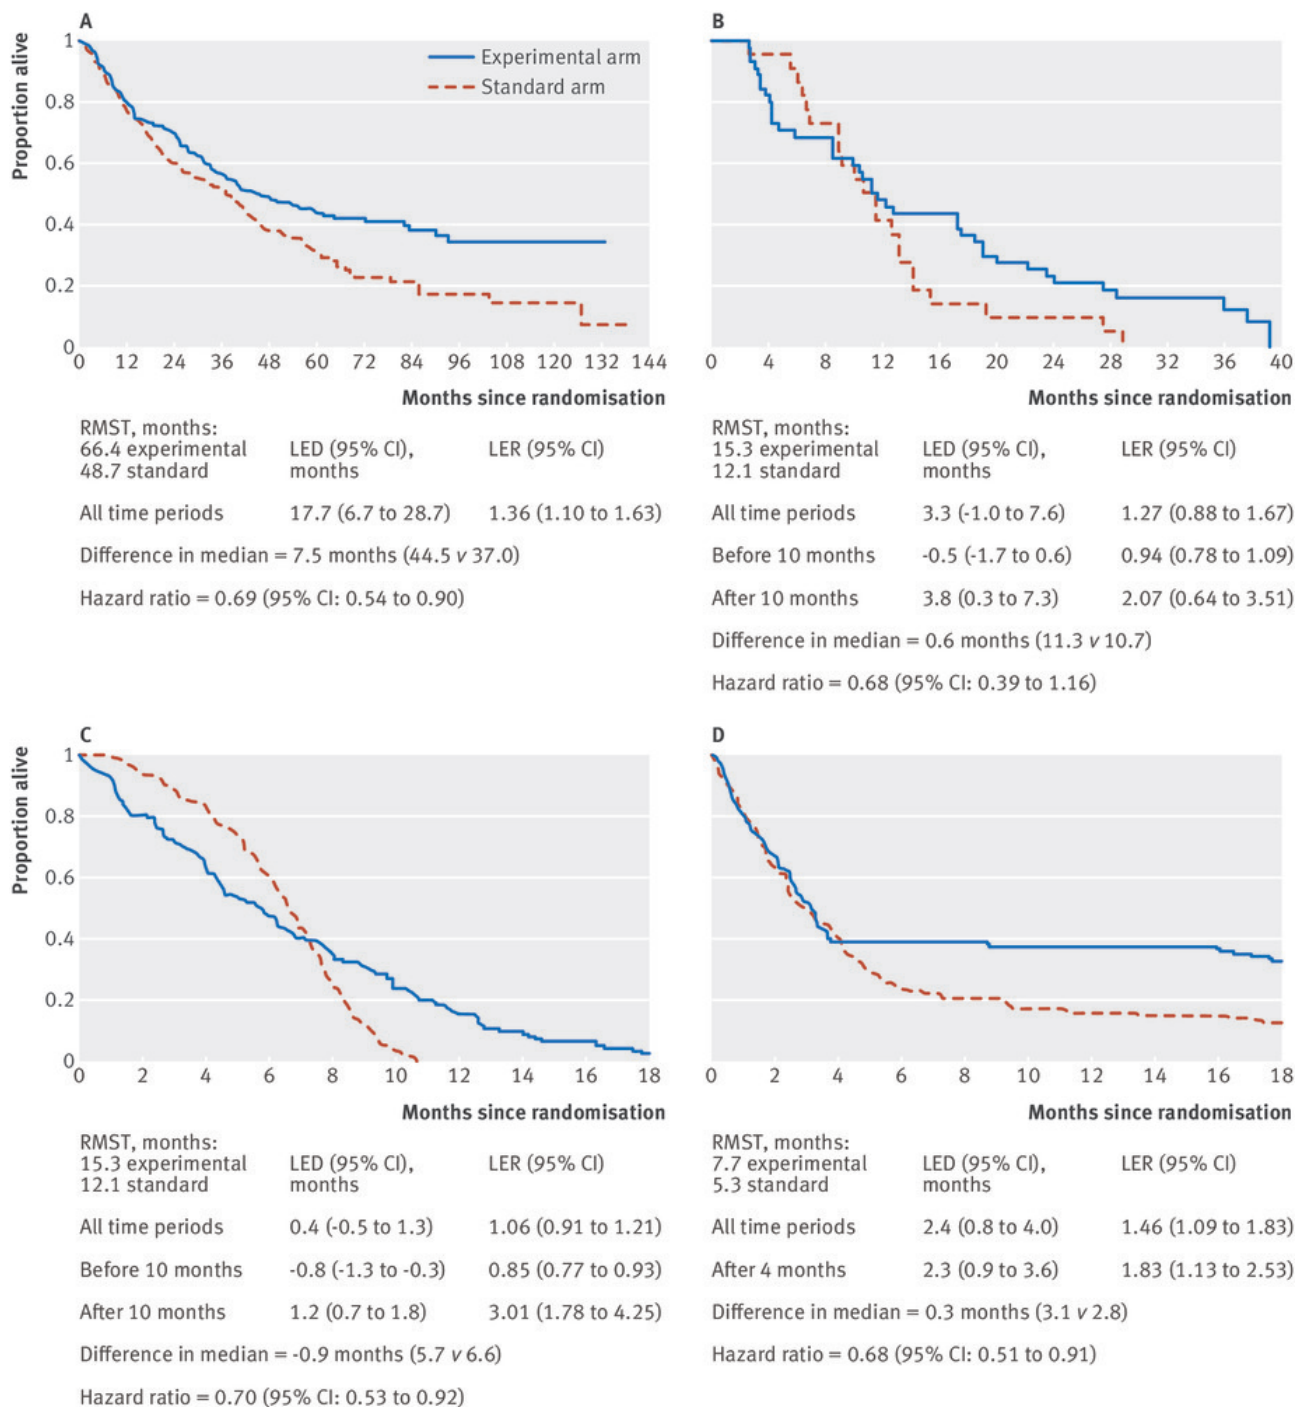 A
Proportion alive
1
0.8
0.6
0.4
0.2
0
Experimental arm
Standard arm
0 12 24 36 48 60 72 84 96 108 120 132 144
Months since randomisation
RMST, months:
66.4 experimental LED (95% CI), LER (95% CI)
48.7 standard months
All time periods 17.7 (6.7 to 28.7) 1.36 (1.10 to 1.63)
Difference in median = 7.5 months (44.5 v 37.0)
Hazard ratio = 0.69 (95% CI: 0.54 to 0.90)
B
0 4 8 12 16 20 24 28 32 36 40
Months since randomisation
RMST, months:
15.3 experimental LED (95% CI), LER (95% CI)
12.1 standard months
All time periods 3.3 (-1.0 to 7.6) 1.27 (0.88 to 1.67)
Before 10 months -0.5 (-1.7 to 0.6) 0.94 (0.78 to 1.09)
After 10 months 3.8 (0.3 to 7.3) 2.07 (0.64 to 3.51)
Difference in median = 0.6 months (11.3 v 10.7)
Hazard ratio = 0.68 (95% CI: 0.39 to 1.16)
C
Proportion alive
1
0.8
0.6
0.4
0.2
0
0 2 4 6 8 10 12 14 16 18
Months since randomisation
RMST, months:
15.3 experimental LED (95% CI), LER (95% CI)
12.1 standard months
All time periods 0.4 (-0.5 to 1.3) 1.06 (0.91 to 1.21)
Before 10 months -0.8 (-1.3 to -0.3) 0.85 (0.77 to 0.93)
After 10 months 1.2 (0.7 to 1.8) 3.01 (1.78 to 4.25)
Difference in median = -0.9 months (5.7 v 6.6)
Hazard ratio = 0.70 (95% CI: 0.53 to 0.92)
D
0 2 4 6 8 10 12 14 16 18
Months since randomisation
RMST, months:
7.7 experimental LED (95% CI), LER (95% CI)
5.3 standard months
All time periods 2.4 (0.8 to 4.0) 1.46 (1.09 to 1.83)
After 4 months 2.3 (0.9 to 3.6) 1.83 (1.13 to 2.53)
Difference in median = 0.3 months (3.1 v 2.8)
Hazard ratio = 0.68 (95% CI: 0.51 to 0.91)